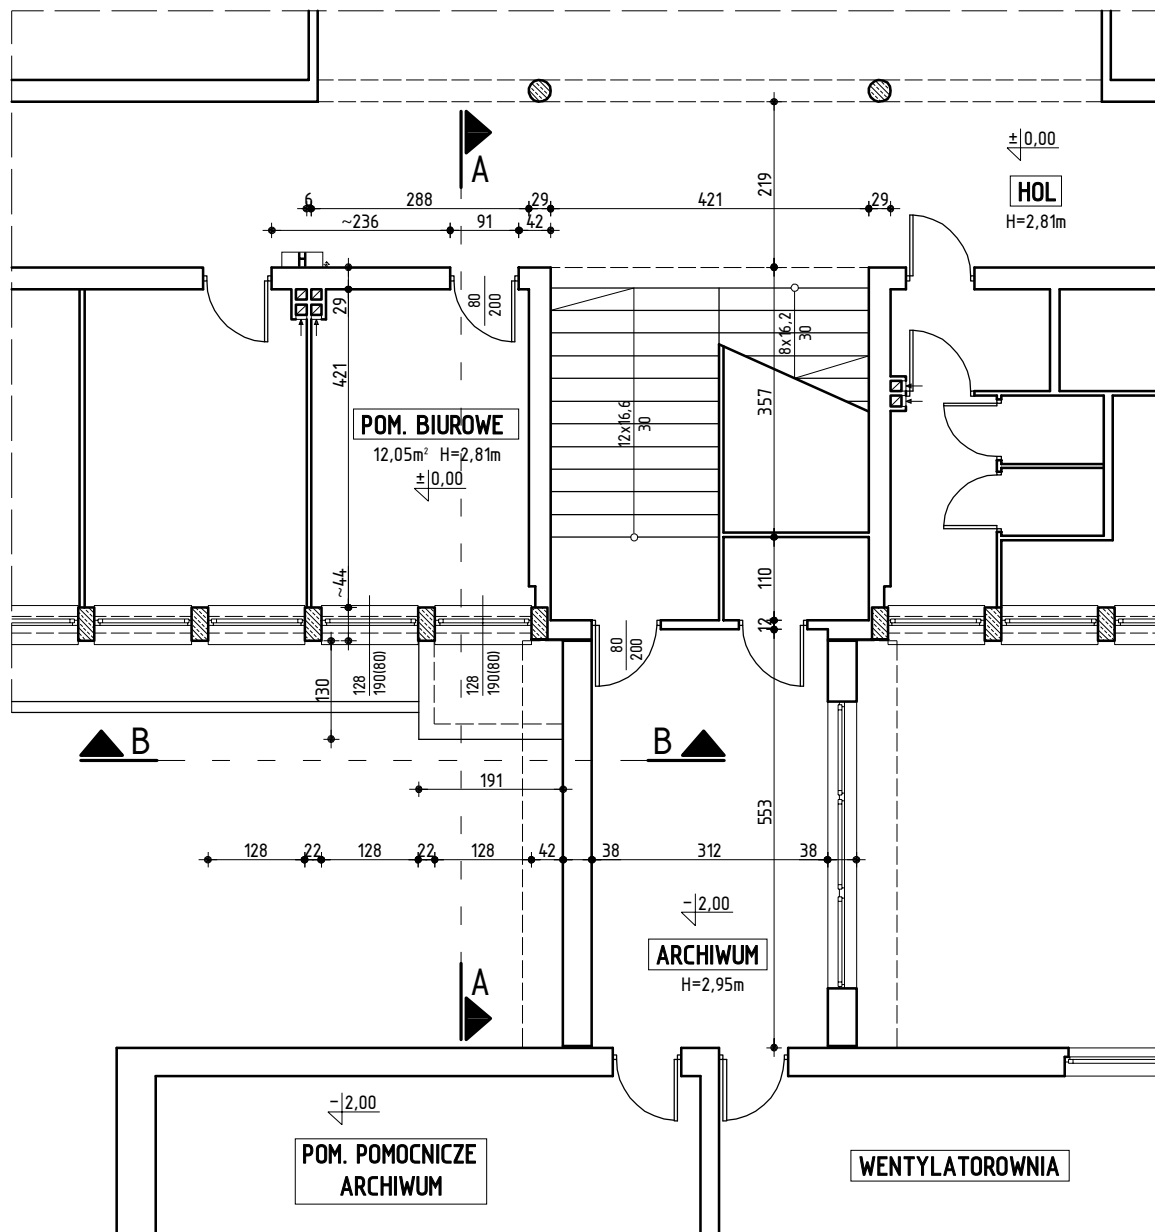 ±0,00
A
219
HOL
6
288
29
421
29
H=2,81m
~236
91
42
H
80
200
29
8x16,2
30
421
357
12x16,6
30
POM. BIUROWE
12,05m² H=2,81m
±0,00
~44
110
12
80
200
128
190(80)
128
190(80)
130
B
B
191
553
128
22
128
22
128
42
38
312
38
-2,00
ARCHIWUM
H=2,95m
A
-2,00
POM. POMOCNICZE
ARCHIWUM
WENTYLATOROWNIA